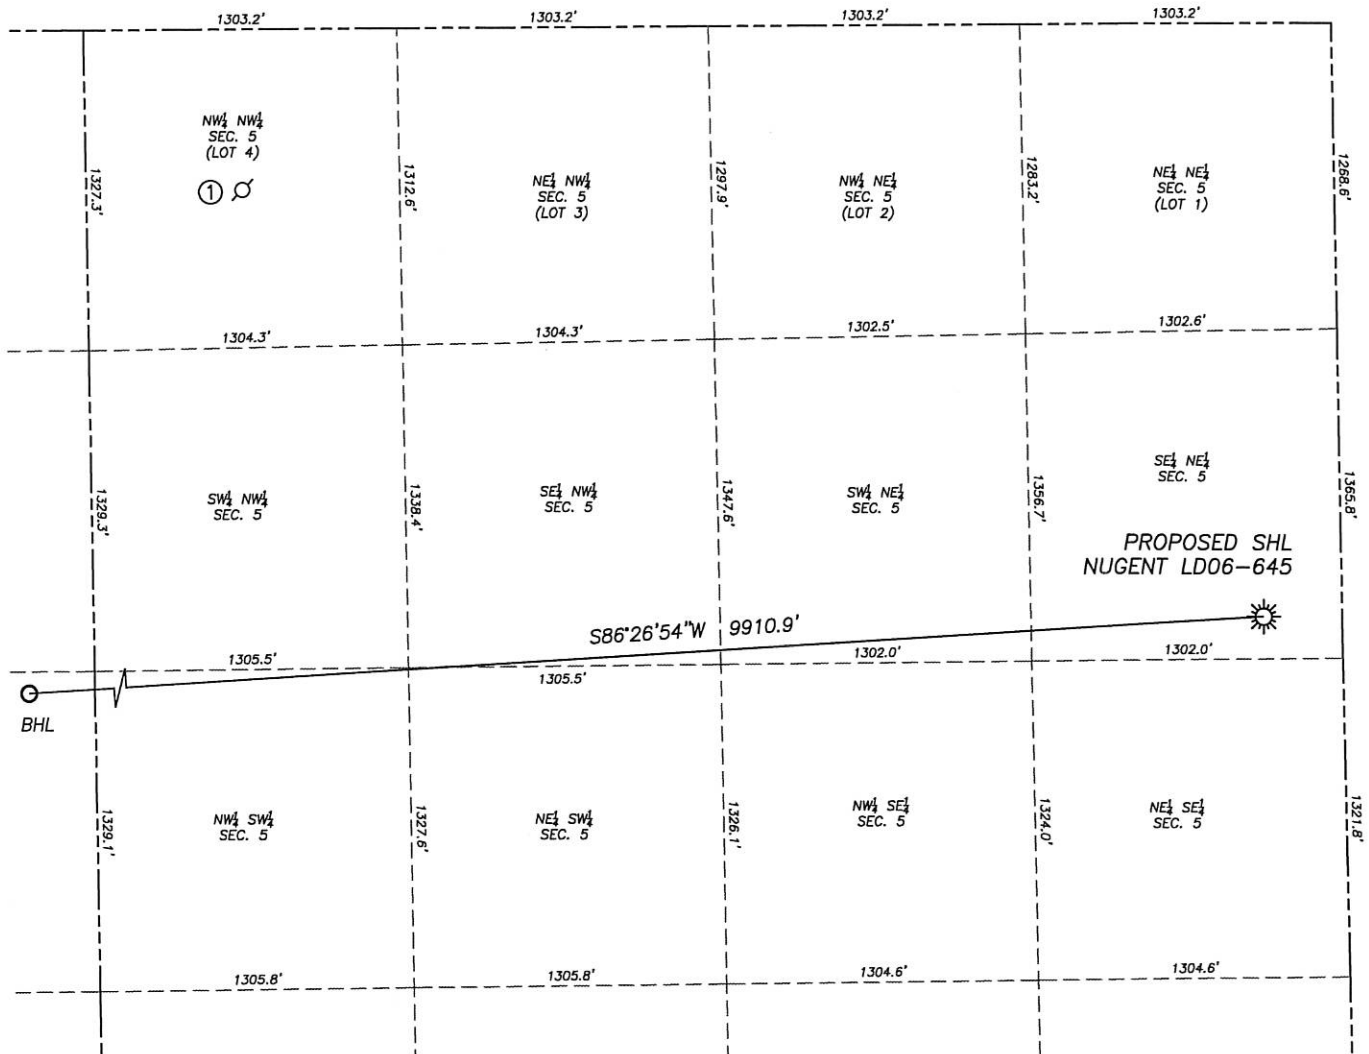 1303.2' 1303.2' 1303.2' 1303.2'
NW¼ NW¼
SEC. 5
(LOT 4)
①
NE¼ NW¼
SEC. 5
(LOT 3)
NW¼ NE¼
SEC. 5
(LOT 2)
NE¼ NE¼
SEC. 5
(LOT 1)
1327.3' 1312.6' 1297.9' 1283.2' 1268.6'
1304.3' 1304.3' 1302.5' 1302.6'
SW¼ NW¼
SEC. 5
SE¼ NW¼
SEC. 5
SW¼ NE¼
SEC. 5
SE¼ NE¼
SEC. 5
1329.3' 1338.4' 1347.6' 1356.7' 1365.8'
PROPOSED SHL
NUGENT LD06-645
S86°26'54"W 9910.9'
1305.5' 1305.5' 1302.0' 1302.0'
BHL
NW¼ SW¼
SEC. 5
NE¼ SW¼
SEC. 5
NW¼ SE¼
SEC. 5
NE¼ SE¼
SEC. 5
1329.1' 1327.6' 1326.1' 1324.0' 1321.8'
1305.8' 1305.8' 1304.6' 1304.6'